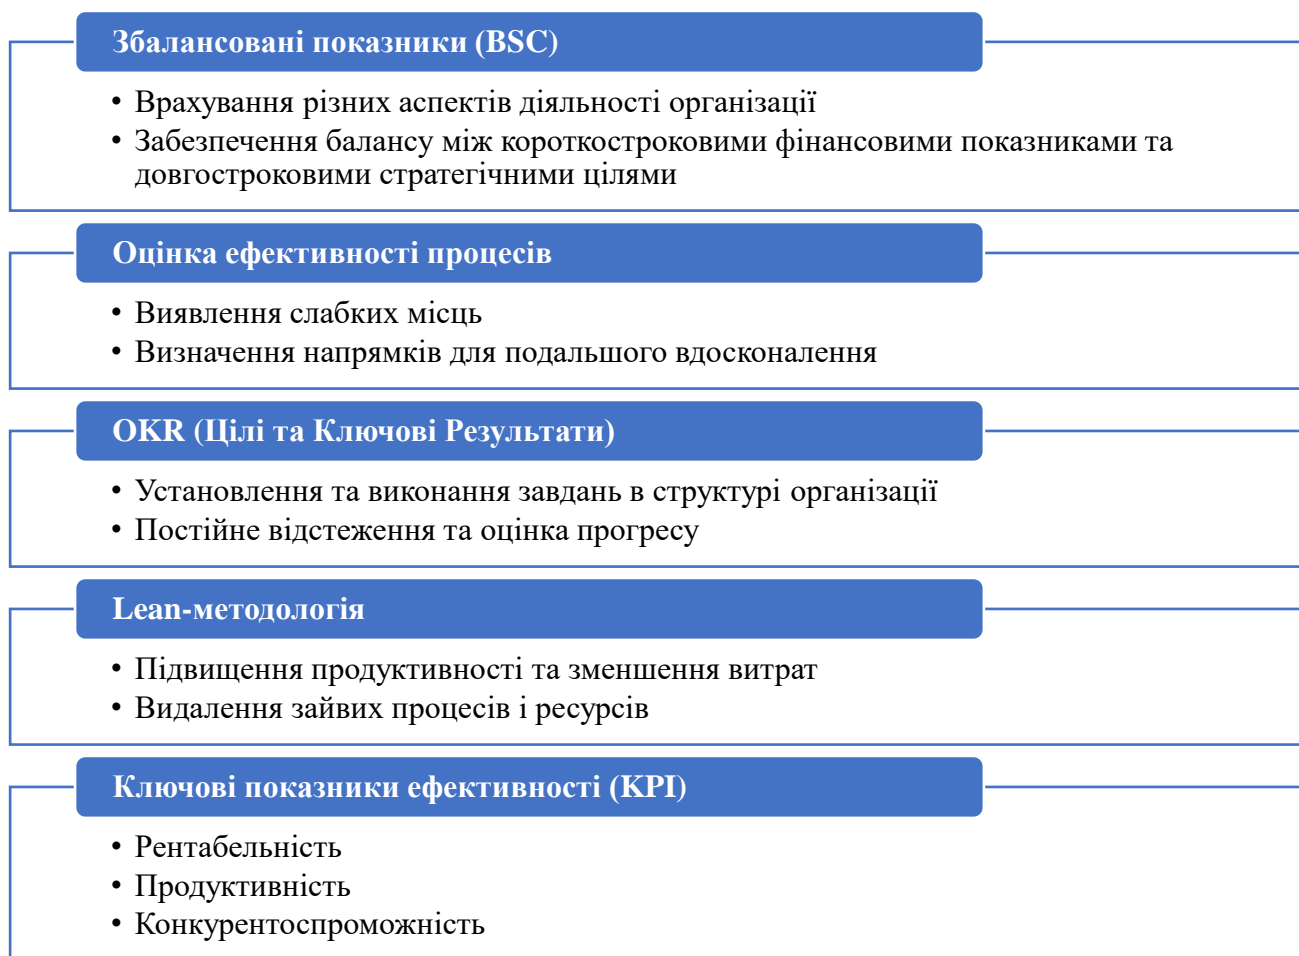 Збалансовані показники (BSC)
• Врахування різних аспектів діяльності організації
• Забезпечення балансу між короткостроковими фінансовими показниками та
довгостроковими стратегічними цілями
Оцінка ефективності процесів
• Виявлення слабких місць
• Визначення напрямків для подальшого вдосконалення
OKR (Цілі та Ключові Результати)
• Установлення та виконання завдань в структурі організації
• Постійне відстеження та оцінка прогресу
Lean-методологія
• Підвищення продуктивності та зменшення витрат
• Видалення зайвих процесів і ресурсів
Ключові показники ефективності (KPI)
• Рентабельність
• Продуктивність
• Конкурентоспроможність